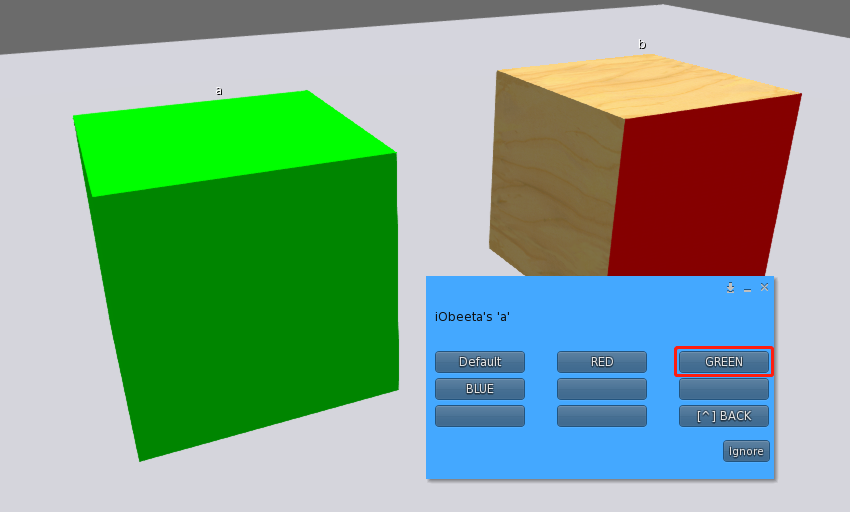 a
b
iObeeta's 'a'
Default RED GREEN
BLUE
[^] BACK
Ignore